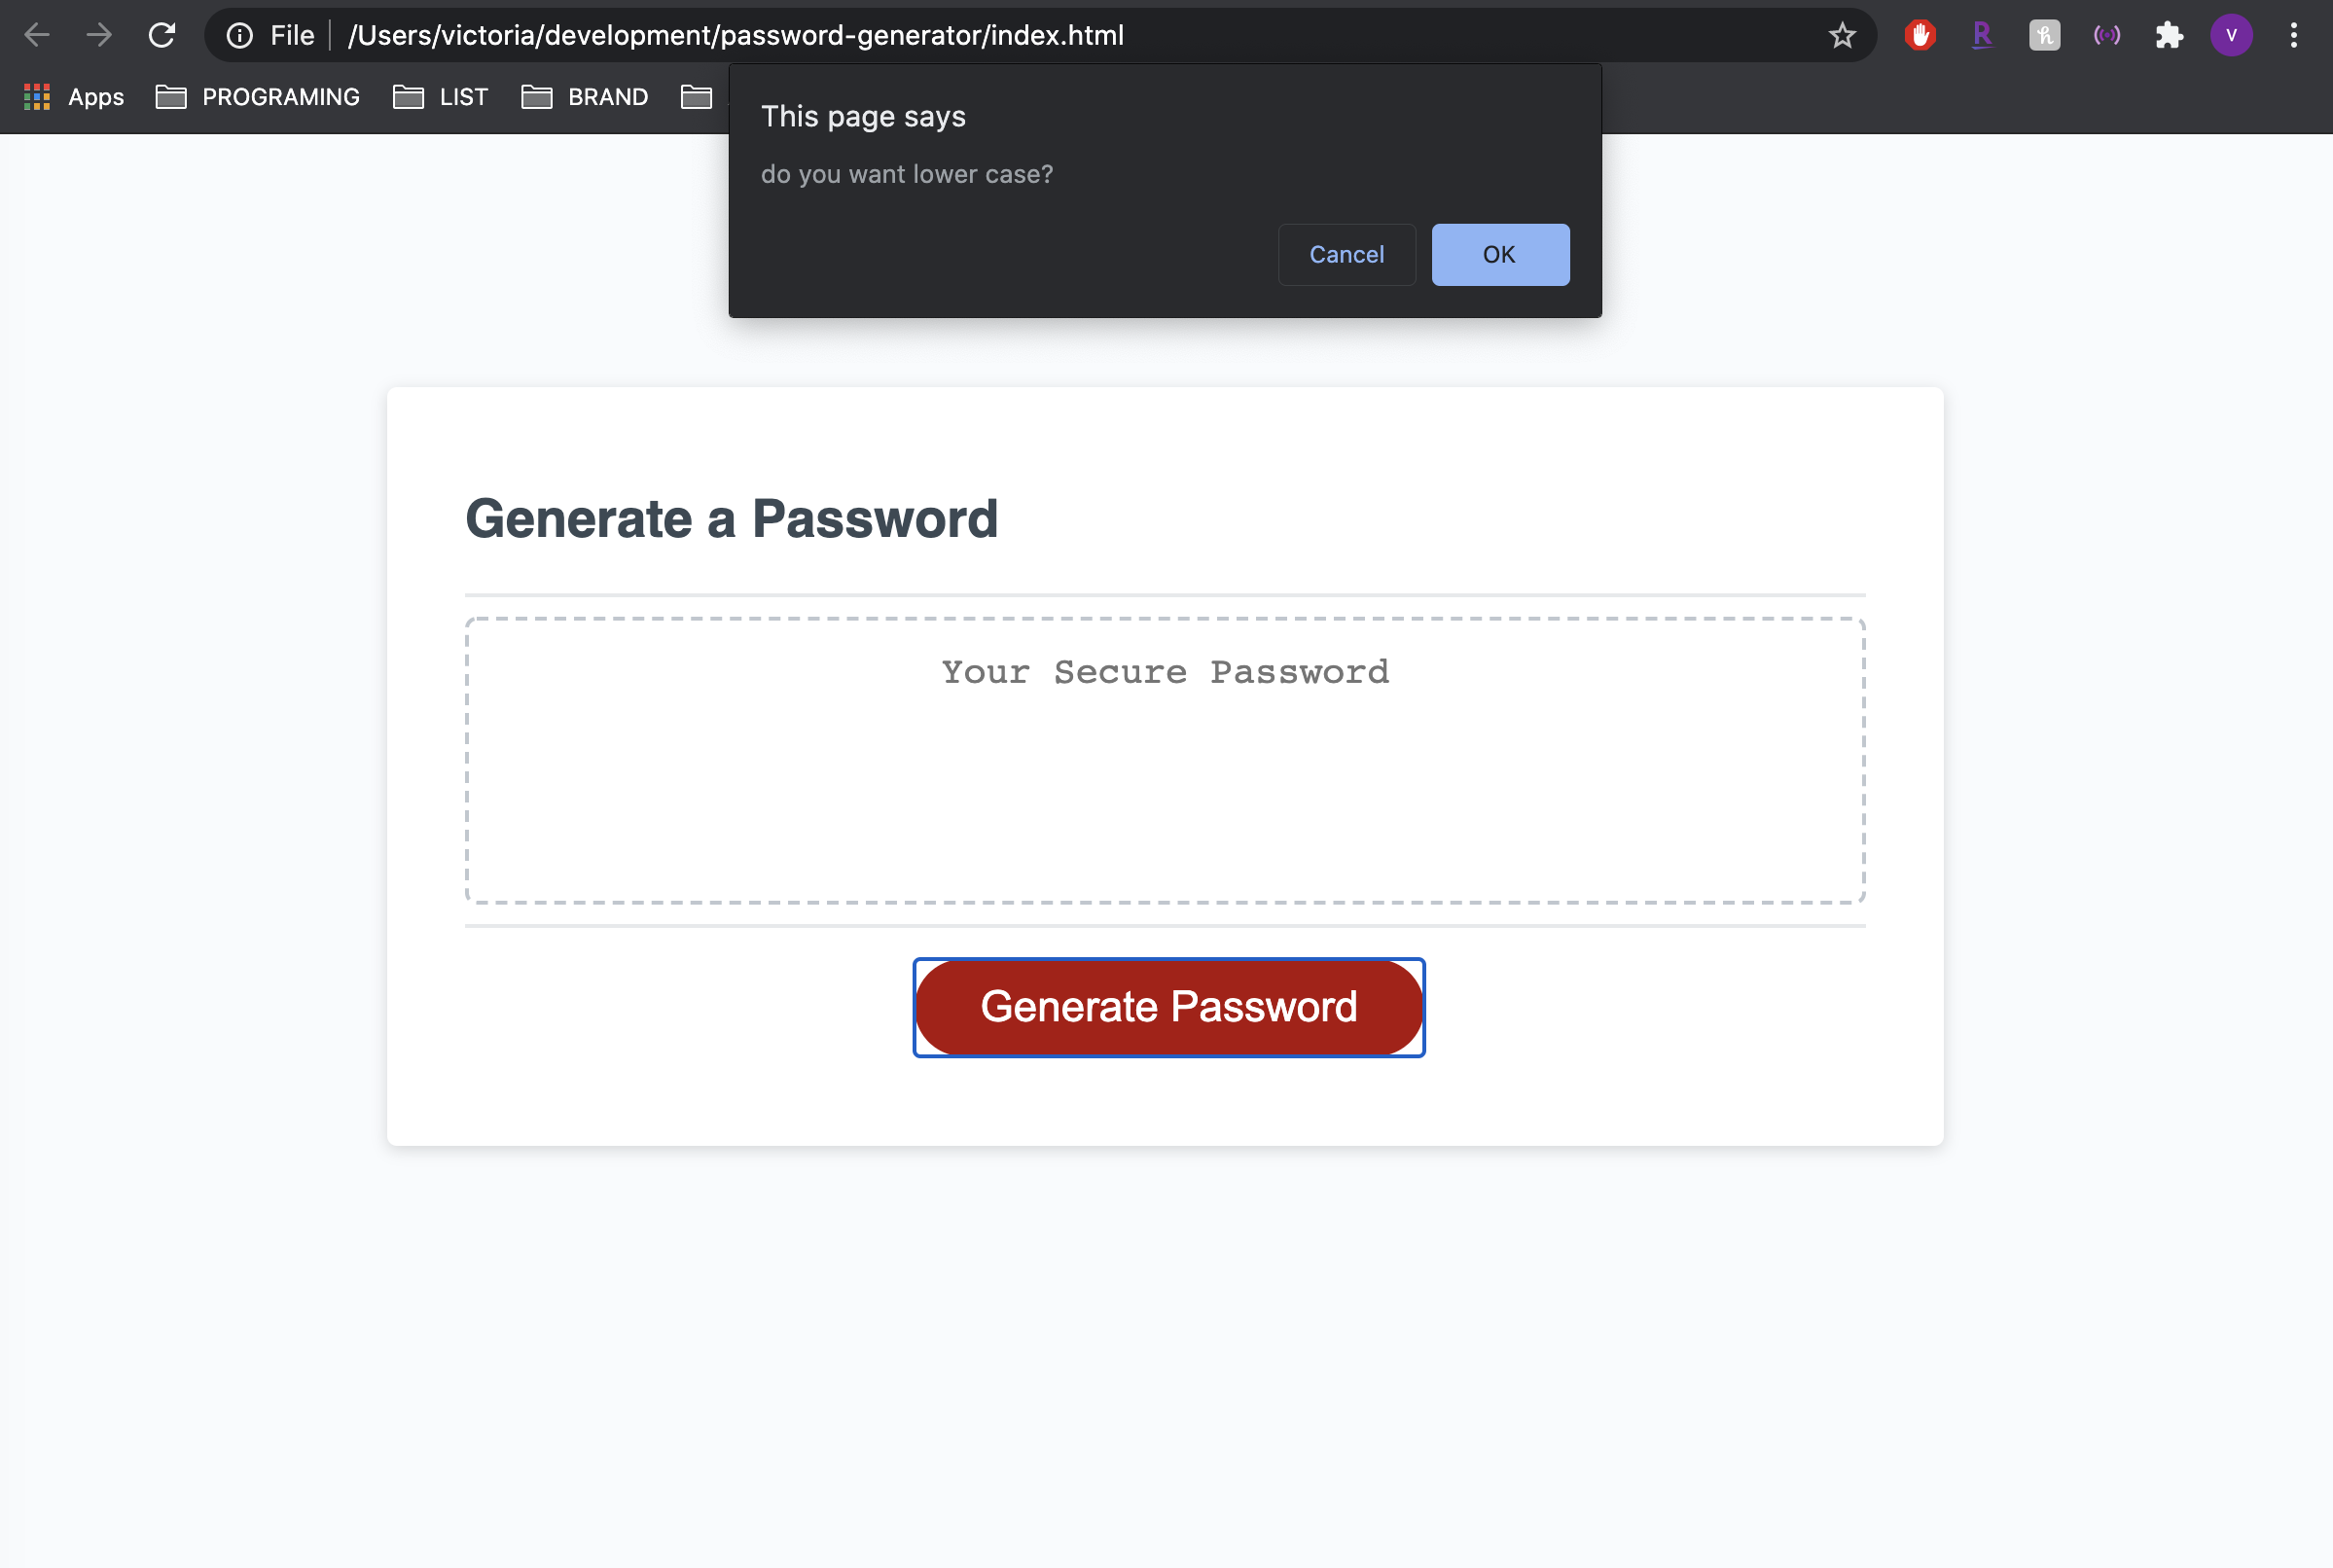 File /Users/victoria/development/password-generator/index.html
R
h
V
Apps PROGRAMING LIST BRAND
This page says
do you want lower case?
Cancel OK
Generate a Password
Your Secure Password
Generate Password